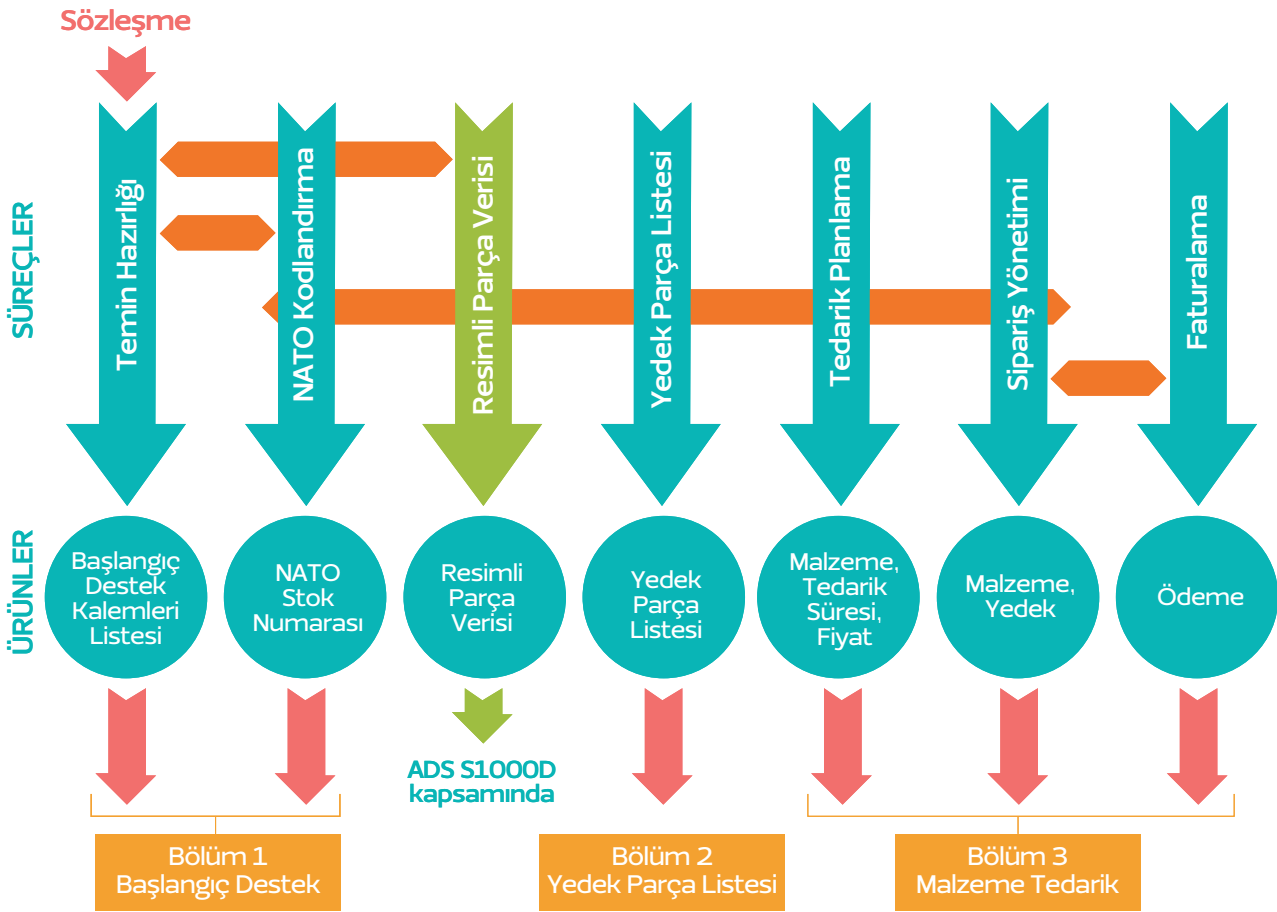 Sözleşme
SÜREÇLER
Temin Hazırlığı
NATO Kodlandırma
Resimli Parça Verisi
Yedek Parça Listesi
Tedarik Planlama
Sipariş Yönetimi
Faturalama
ÜRÜNLER
Başlangıç
Destek
Kalemleri
Listesi
NATO
Stok
Numarası
Resimli
Parça
Verisi
Yedek
Parça
Listesi
Malzeme,
Tedarik
Süresi,
Fiyat
Malzeme,
Yedek
Ödeme
ADS S1000D
kapsamında
Bölüm 1
Başlangıç Destek
Bölüm 2
Yedek Parça Listesi
Bölüm 3
Malzeme Tedarik